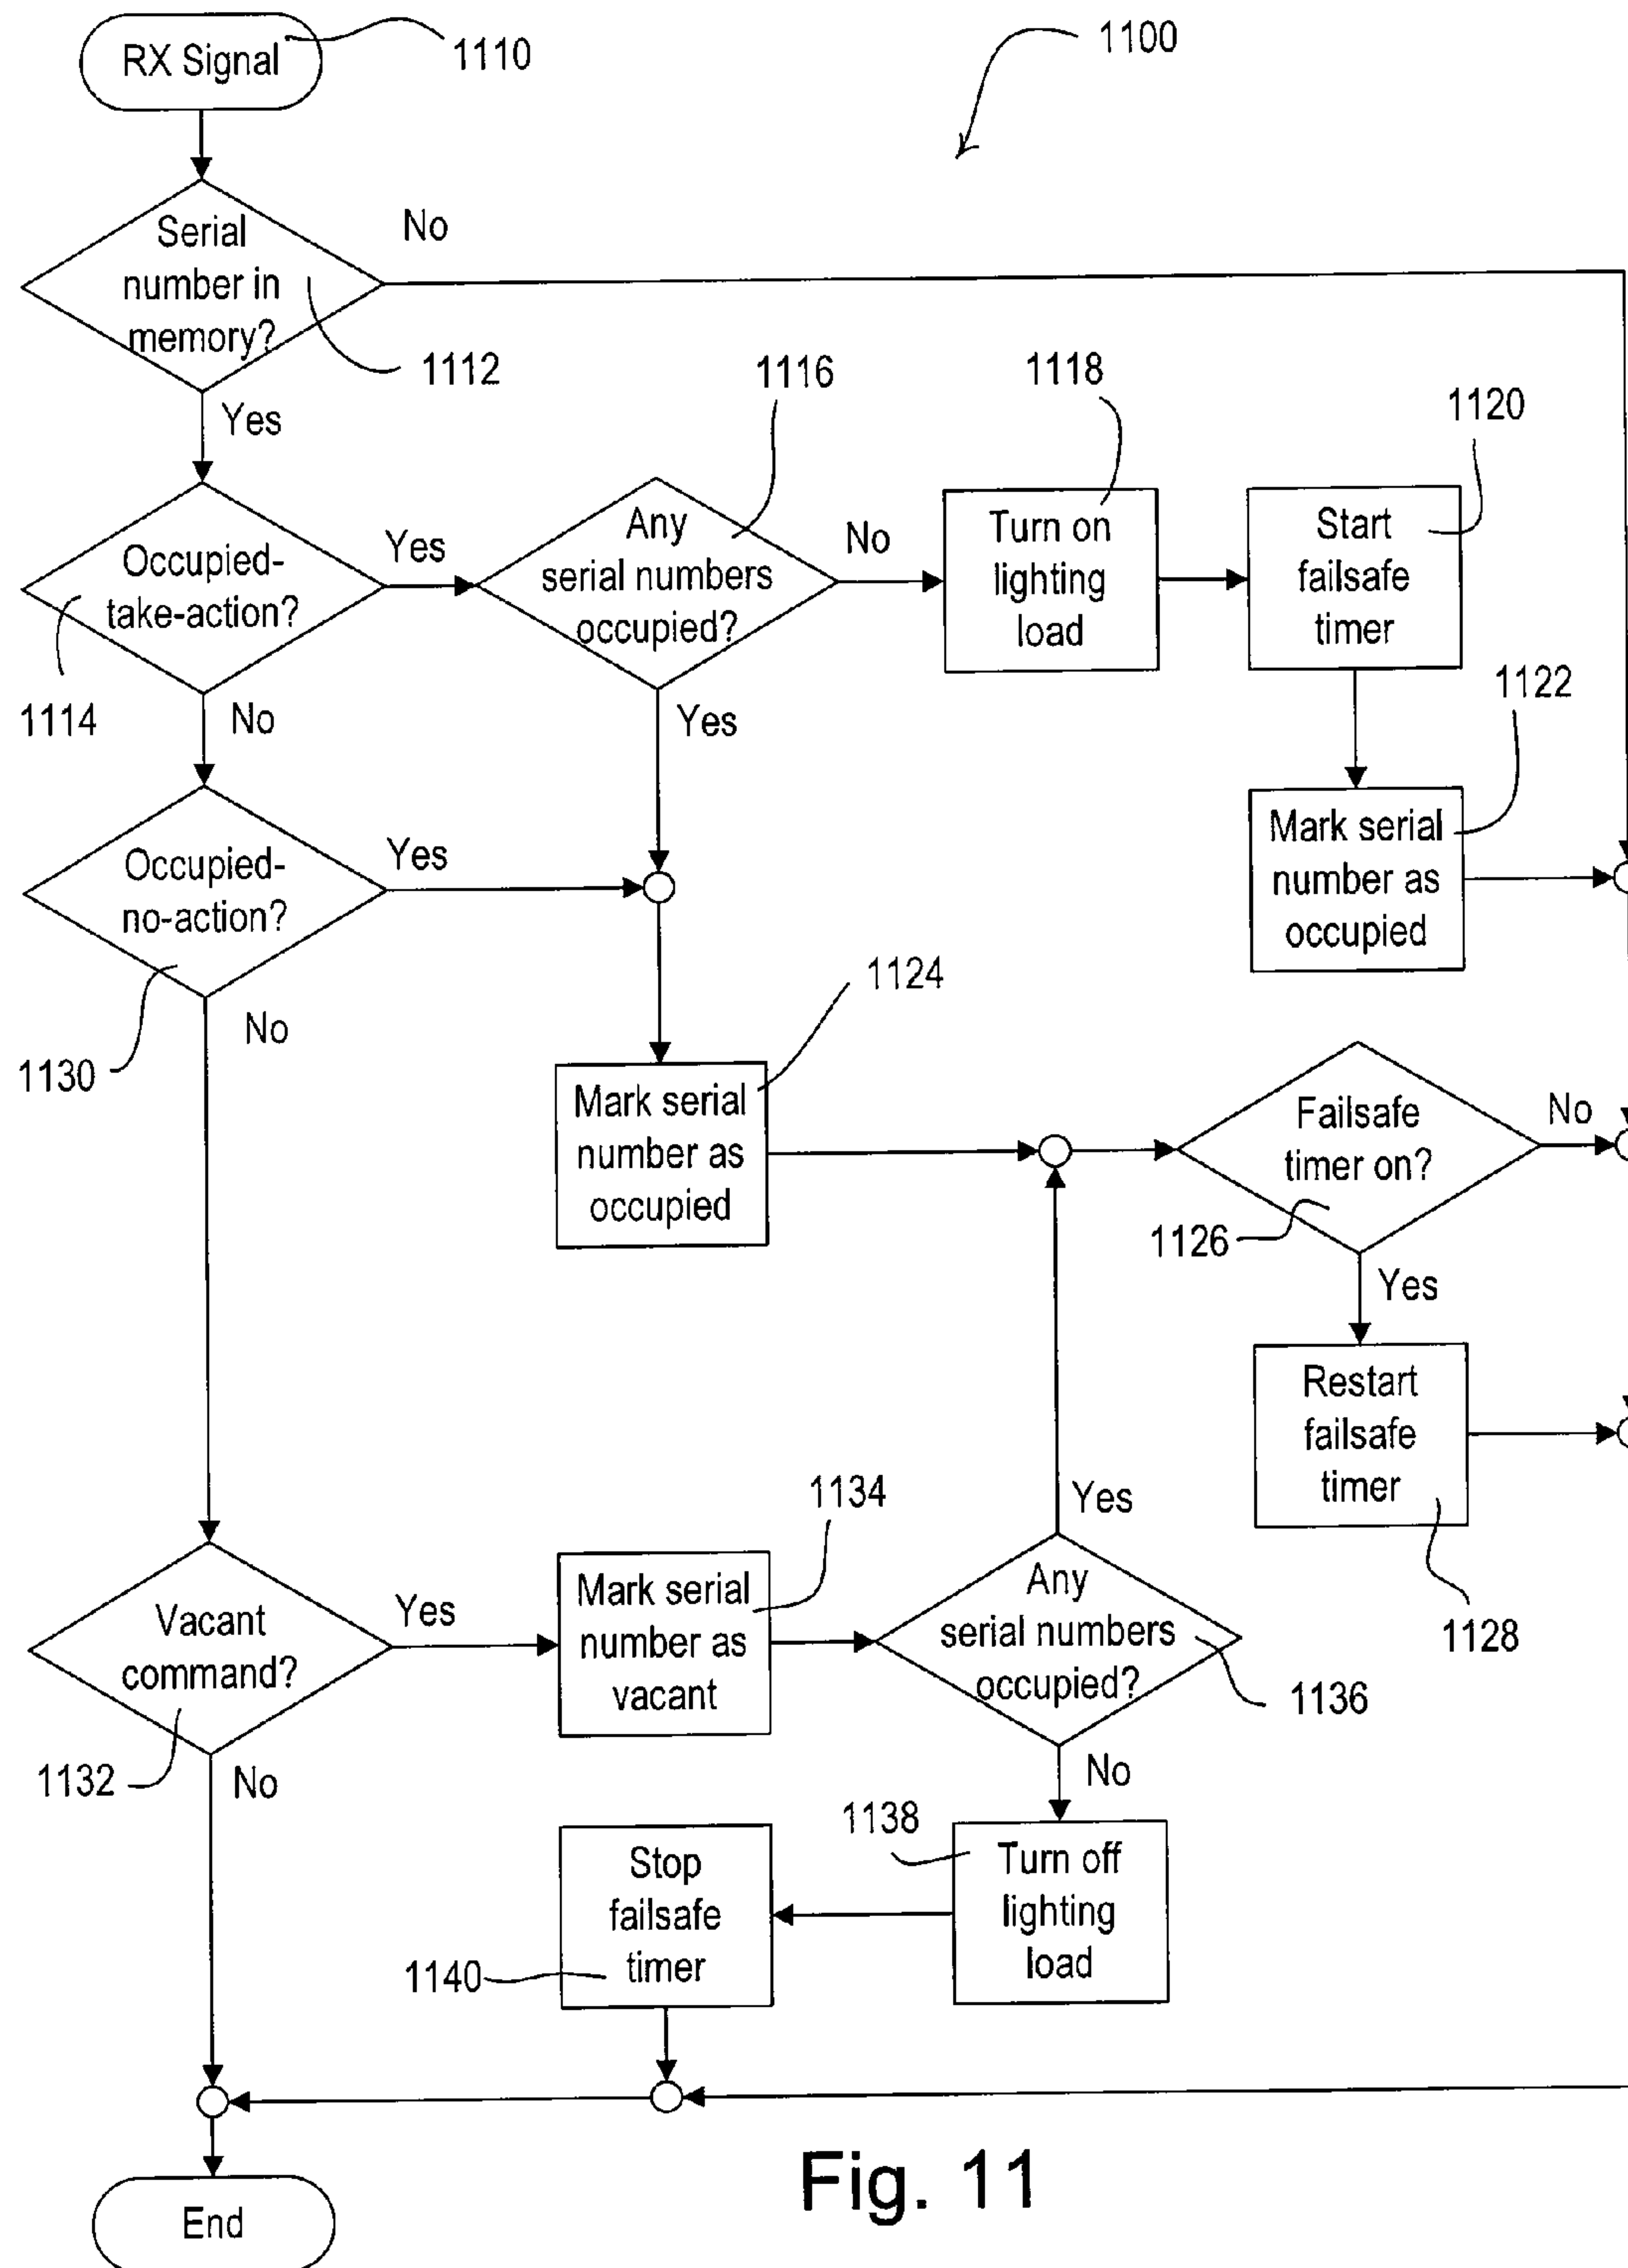 RX Signal
1110
1100
Serial
number in
memory?
No
1112
Yes
1116
1118
1120
Occupied-
take-action?
Yes
1114
No
Any
serial numbers
occupied?
No
Yes
Turn on
lighting
load
Start
failsafe
timer
1122
Mark serial
number as
occupied
Occupied-
no-action?
Yes
1130
No
1124
Mark serial
number as
occupied
Failsafe
timer on?
No
1126
Yes
Restart
failsafe
timer
1128
Vacant
command?
Yes
1132
No
1134
Mark serial
number as
vacant
Yes
Any
serial numbers
occupied?
1136
No
1138
Turn off
lighting
load
Stop
failsafe
timer
1140
End
Fig. 11